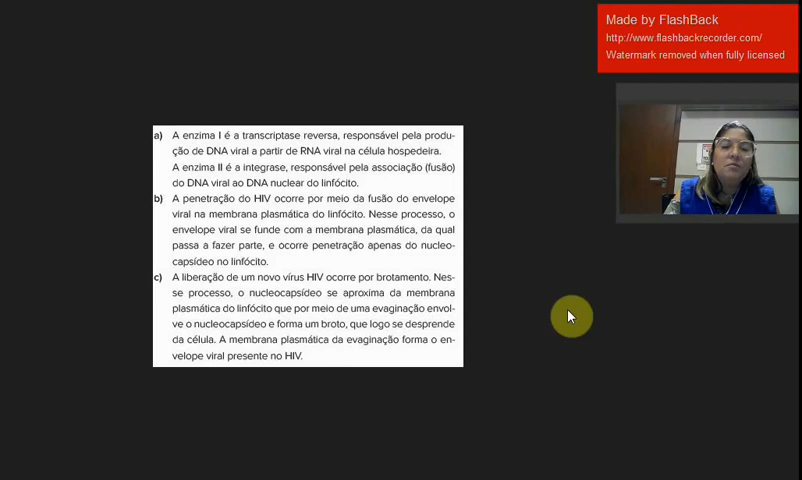 Made by FlashBack
http://www.flashbackrecorder.com/
Watermark removed when fully licensed
a) A enzima I é a transcriptase reversa, responsável pela produ-
ção de DNA viral a partir de RNA viral na célula hospedeira.
A enzima II é a integrase, responsável pela associação (fusão)
do DNA viral ao DNA nuclear do linfócito.
b) A penetração do HIV ocorre por meio da fusão do envelope
viral na membrana plasmática do linfócito. Nesse processo, o
envelope viral se funde com a membrana plasmática, da qual
passa a fazer parte, e ocorre penetração apenas do nucleo-
capsídeo no linfócito.
c) A liberação de um novo vírus HIV ocorre por brotamento. Nes-
se processo, o nucleocapsídeo se aproxima da membrana
plasmática do linfócito que por meio de uma evaginação envol-
ve o nucleocapsídeo e forma um broto, que logo se desprende
da célula. A membrana plasmática da evaginação forma o en-
velope viral presente no HIV.